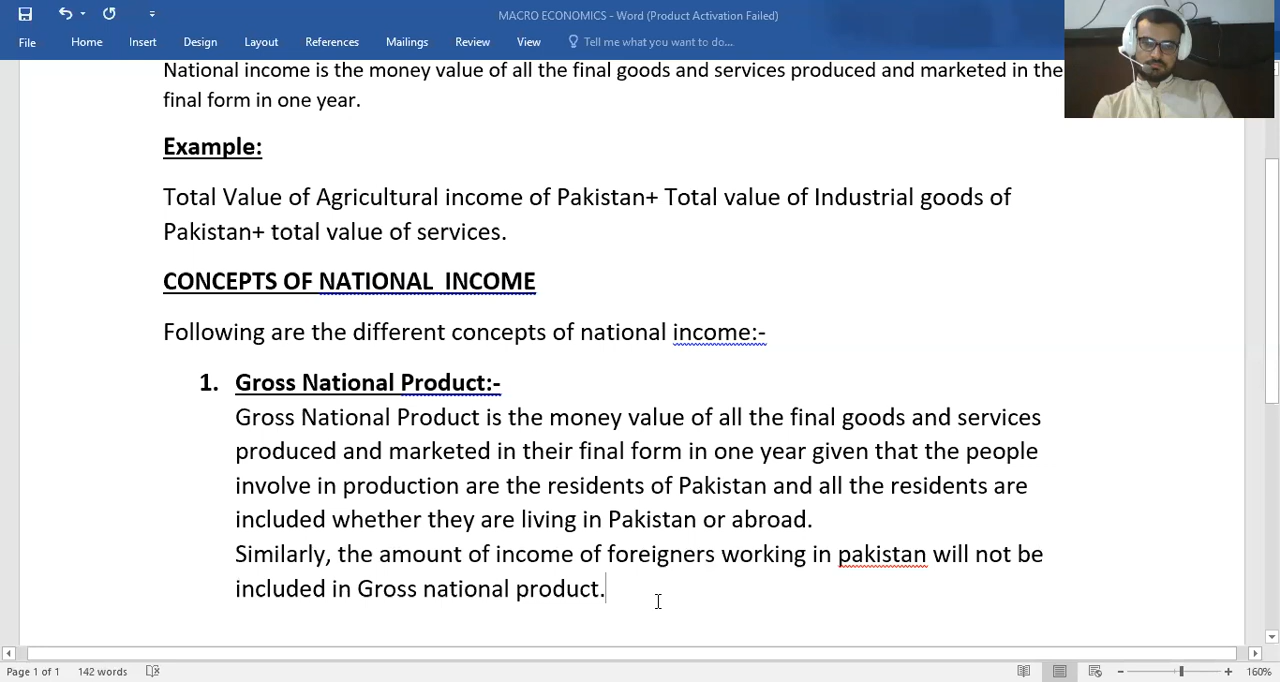 MACRO ECONOMICS - Word (Product Activation Failed)
File Home Insert Design Layout References Mailings Review View Tell me what you want to do...
National income is the money value of all the final goods and services produced and marketed in the
final form in one year.
Example:
Total Value of Agricultural income of Pakistan+ Total value of Industrial goods of
Pakistan+ total value of services.
CONCEPTS OF NATIONAL  INCOME
Following are the different concepts of national income:-
1. Gross National Product:-
Gross National Product is the money value of all the final goods and services
produced and marketed in their final form in one year given that the people
involve in production are the residents of Pakistan and all the residents are
included whether they are living in Pakistan or abroad.
Similarly, the amount of income of foreigners working in pakistan will not be
included in Gross national product.
Page 1 of 1 142 words 160%